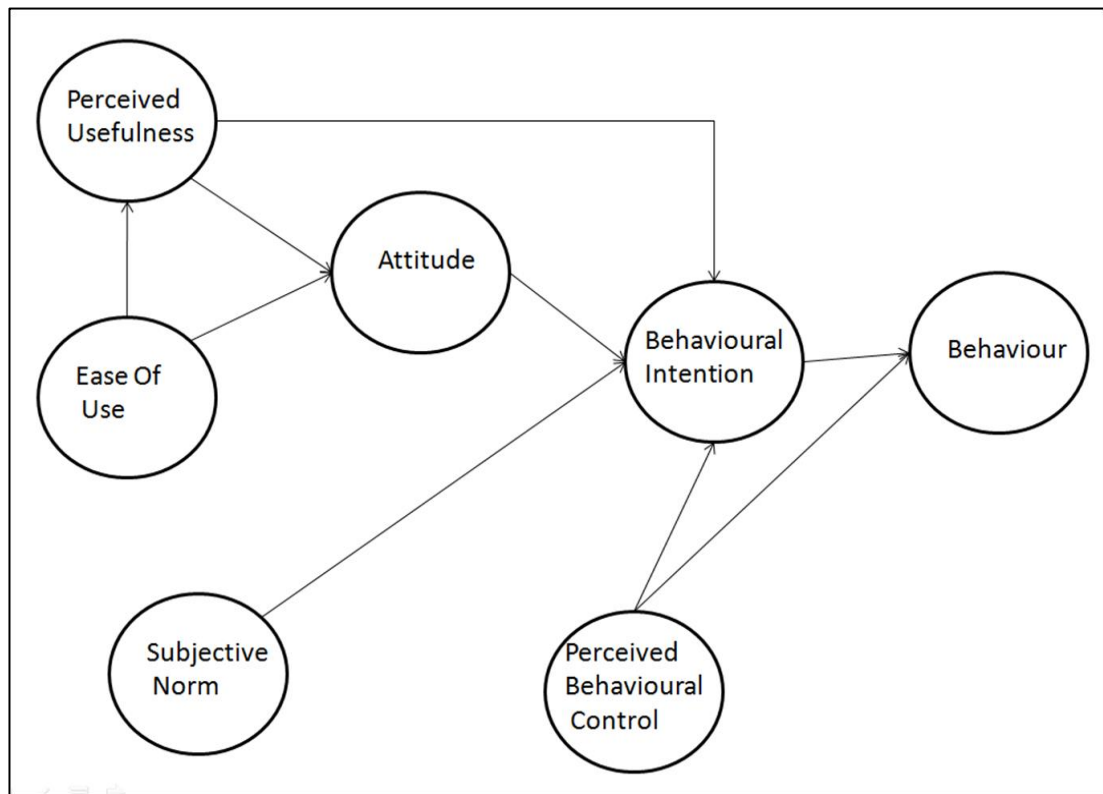 Perceived
Usefulness
Attitude
Ease Of
Use
Behavioural
Intention
Behaviour
Subjective
Norm
Perceived
Behavioural
Control